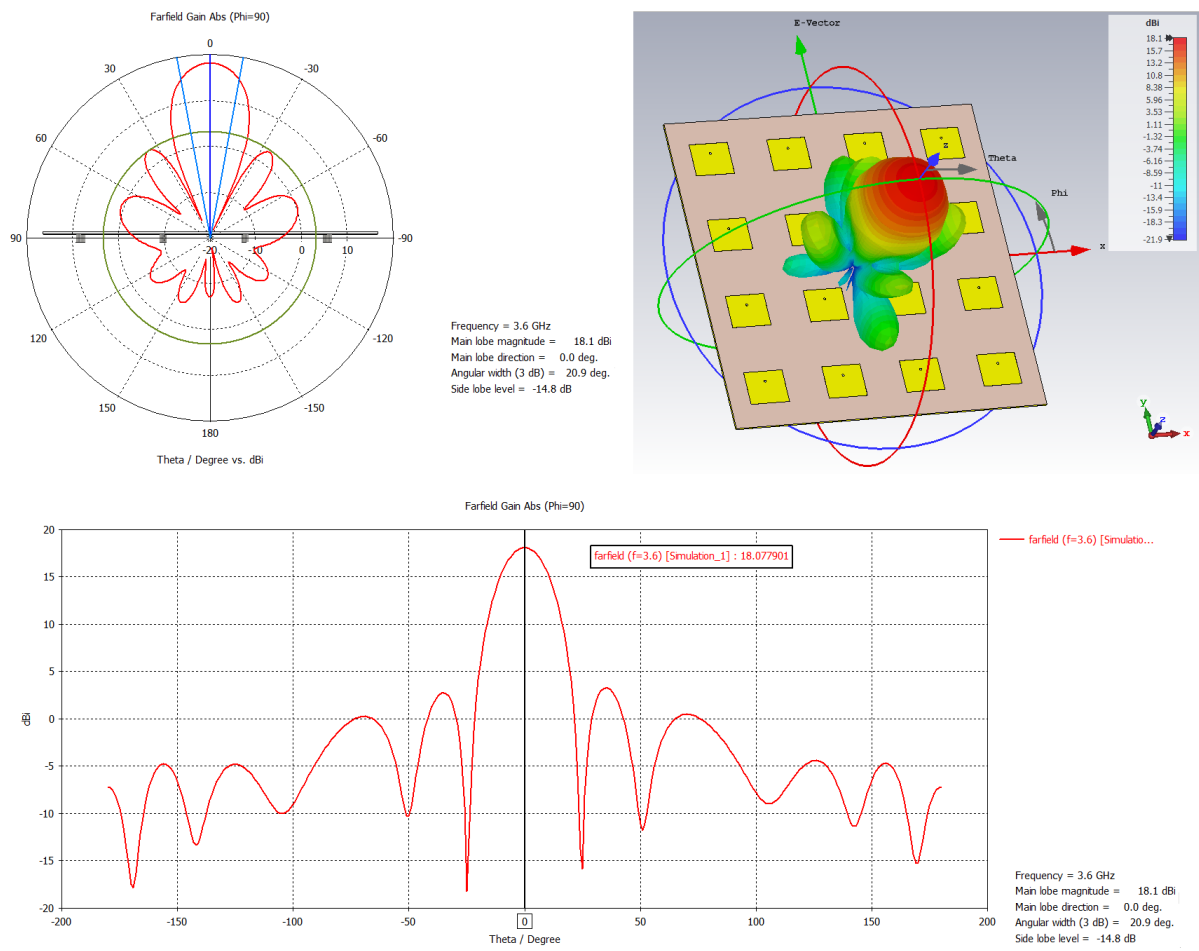 Farfield Gain Abs (Phi=90)
0
30
-30
60
-60
90
-20
-10
0
10
-90
120
-120
150
-150
180
Theta / Degree vs. dBi
Frequency = 3.6 GHz
Main lobe magnitude = 18.1 dBi
Main lobe direction = 0.0 deg.
Angular width (3 dB) = 20.9 deg.
Side lobe level = -14.8 dB
E-Vector
z
Theta
Phi
x
dBi
18.1
15.7
13.2
10.8
8.38
5.96
3.53
1.11
-1.32
-3.74
-6.16
-8.59
-11
-13.4
-15.9
-18.3
-21.9
y
z
x
Farfield Gain Abs (Phi=90)
20
15
10
5
0
-5
-10
-15
-20
dBi
farfield (f=3.6) [Simulation_1] : 18.077901
farfield (f=3.6) [Simulatio...
-200
-150
-100
-50
0
50
100
150
200
Theta / Degree
Frequency = 3.6 GHz
Main lobe magnitude = 18.1 dBi
Main lobe direction = 0.0 deg.
Angular width (3 dB) = 20.9 deg.
Side lobe level = -14.8 dB